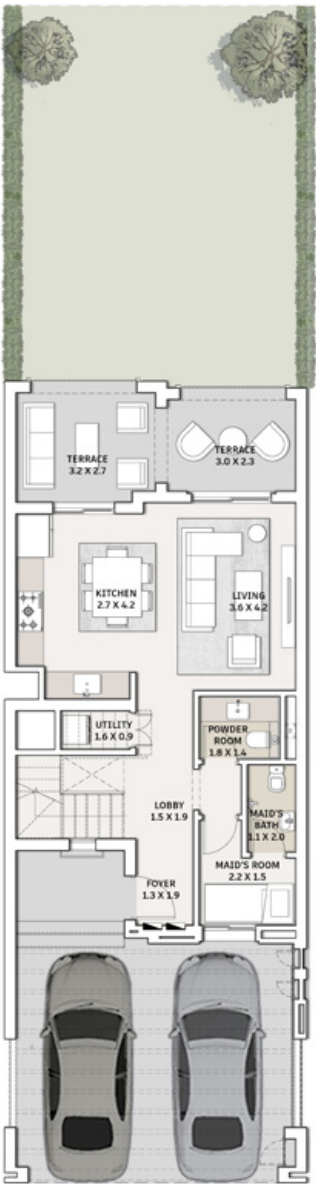 TERRACE
3.2 X 2.7
TERRACE
3.0 X 2.3
KITCHEN
2.7 X 4.2
LIVING
3.6 X 4.2
UTILITY
1.6 X 0.9
POWDER
ROOM
1.8 X 1.4
LOBBY
1.5 X 1.9
MAID'S
BATH
1.1 X 2.0
MAID'S ROOM
2.2 X 1.5
FOYER
1.3 X 1.9